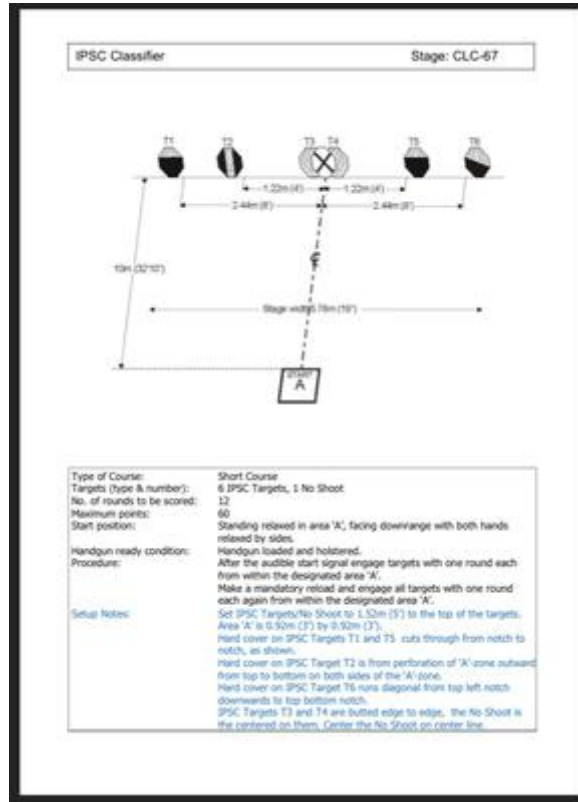 IPSC Classifier Stage: CLC-67
T1 T2 T3 T4 T5 T6
1.22m (4') 1.22m (4')
2.44m (8') 2.44m (8')
10m (32'10")
Stage width 5.78m (19")
START
A
Type of Course: Short Course
Targets (type & number): 6 IPSC Targets, 1 No Shoot
No. of rounds to be scored: 12
Maximum points: 60
Start position: Standing relaxed in area 'A', facing downrange with both hands
relaxed by sides.
Handgun ready condition: Handgun loaded and holstered.
Procedure: After the audible start signal engage targets with one round each
from within the designated area 'A'.
Make a mandatory reload and engage all targets with one round
each again from within the designated area 'A'.
Setup Notes: Set IPSC Targets/No Shoot to 1.52m (5') to the top of the targets.
Area 'A' is 0.92m (3') by 0.92m (3').
Hard cover on IPSC Targets T1 and T5 cuts through from notch to
notch, as shown.
Hard cover on IPSC Target T2 is from perforation of 'A'-zone outward
from top to bottom on both sides of the 'A'-zone.
Hard cover on IPSC Target T6 runs diagonal from top left notch
downwards to top bottom notch.
IPSC Targets T3 and T4 are butted edge to edge, the No Shoot is
the centered on them. Center the No Shoot on center line.